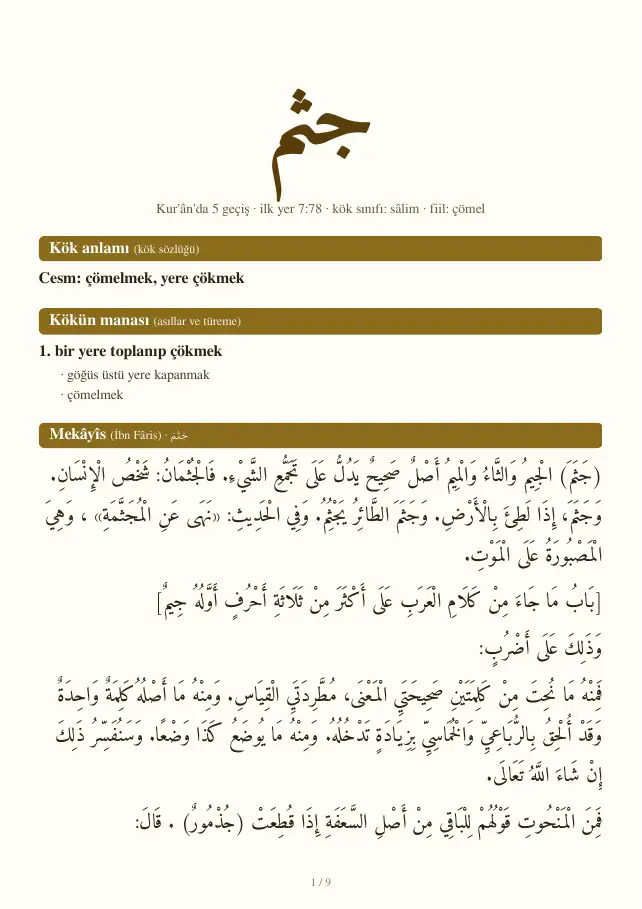 جثم
Kur'ân'da 5 geçiş · ilk yer 7:78 · kök sınıfı: sâlim · fiil: çömel
Kök anlamı (kök sözlüğü)
Cesm: çömelmek, yere çökmek
Kökün manası (asıllar ve türeme)
1. bir yere toplanıp çökmek
· göğüs üstü yere kapanmak
· çömelmek
Mekâyîs (İbn Fâris) · جَثَمَ
(جَثَمَ) الْجِيمُ وَالثَّاءُ وَالْمِيمُ أَصْلٌ صَحِيحٌ يَدُلُّ عَلَى تَجَمُّعِ الشَّيْءِ. فَالْجُثْمَانُ: شَخْصُ الْإِنْسَانِ.
وَجَثَمَ، إِذَا لَطِئَ بِالْأَرْضِ. وَجَثَمَ الطَّائِرُ يَجْثُمُ. وَفِي الْحَدِيثِ: «نَهَى عَنِ الْمُجَثَّمَةِ» ، وَهِيَ
الْمَصْبُورَةُ عَلَى الْمَوْتِ.
[بَابُ مَا جَاءَ مِنْ كَلَامِ الْعَرَبِ عَلَى أَكْثَرَ مِنْ ثَلَاثَةِ أَحْرُفٍ أَوَّلُهُ جِيمٌ]
وَذَلِكَ عَلَى أَضْرُبٍ:
فَمِنْهُ مَا نُحِتَ مِنْ كَلِمَتَيْنِ صَحِيحَتَيِ الْمَعْنَى، مُطَّرِدَتَيِ الْقِيَاسِ. وَمِنْهُ مَا أَصْلُهُ كَلِمَةٌ وَاحِدَةٌ
وَقَدْ أُلْحِقَ بِالرُّبَاعِيِّ وَالْخُمَاسِيِّ بِزِيَادَةٍ تَدْخُلُهُ. وَمِنْهُ مَا يُوضَعُ كَذَا وَضْعًا. وَسَنُفَسِّرُ ذَلِكَ
إِنْ شَاءَ اللَّهُ تَعَالَى.
فَمِنَ الْمَنْحُوتِ قَوْلُهُمْ لِلْبَاقِي مِنْ أَصْلِ السَّعَفَةِ إِذَا قُطِعَتْ (جُذْمُورٌ) . قَالَ:
1 / 9